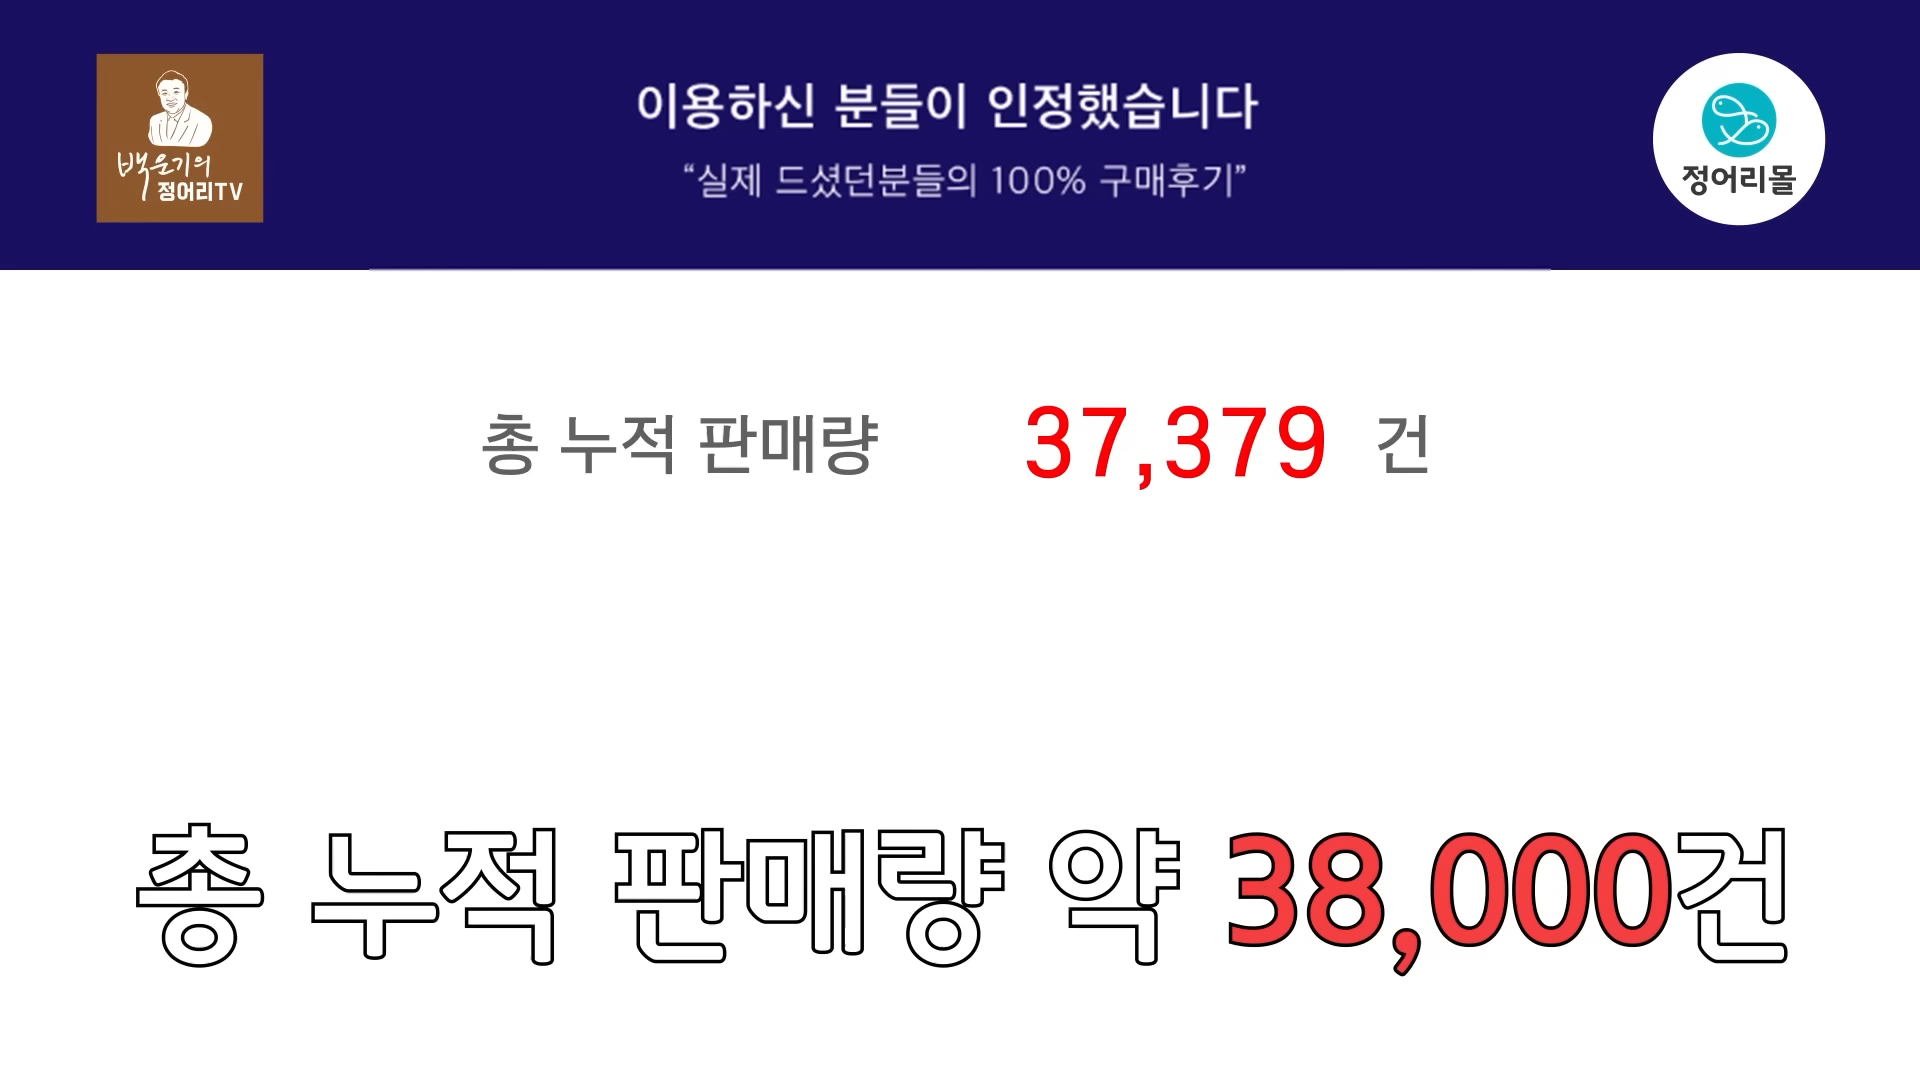 이용하신 분들이 인정했습니다
“실제 드셨던분들의 100% 구매후기”
백운기의
정어리TV
정어리몰
총 누적 판매량 37,379 건
총 누적 판매량 약 38,000건